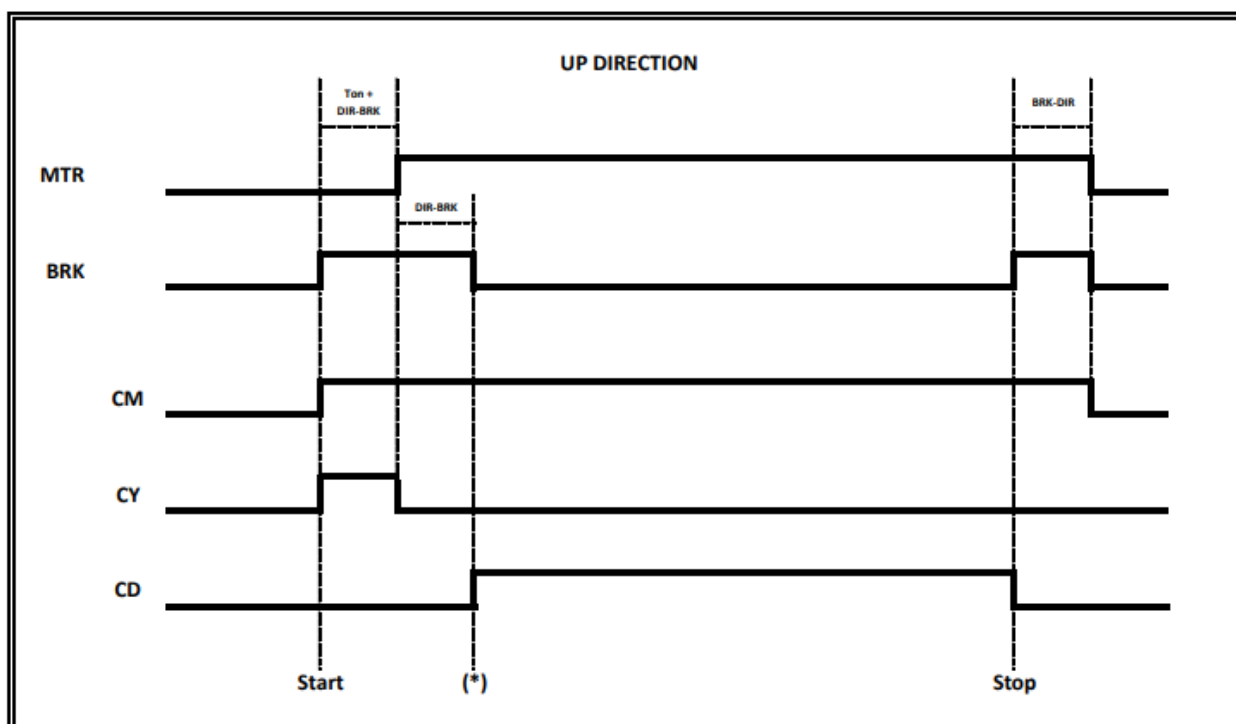 UP DIRECTION
Ton +
DIR-BRK
BRK-DIR
MTR
DIR-BRK
BRK
CM
CY
CD
Start
(*)
Stop